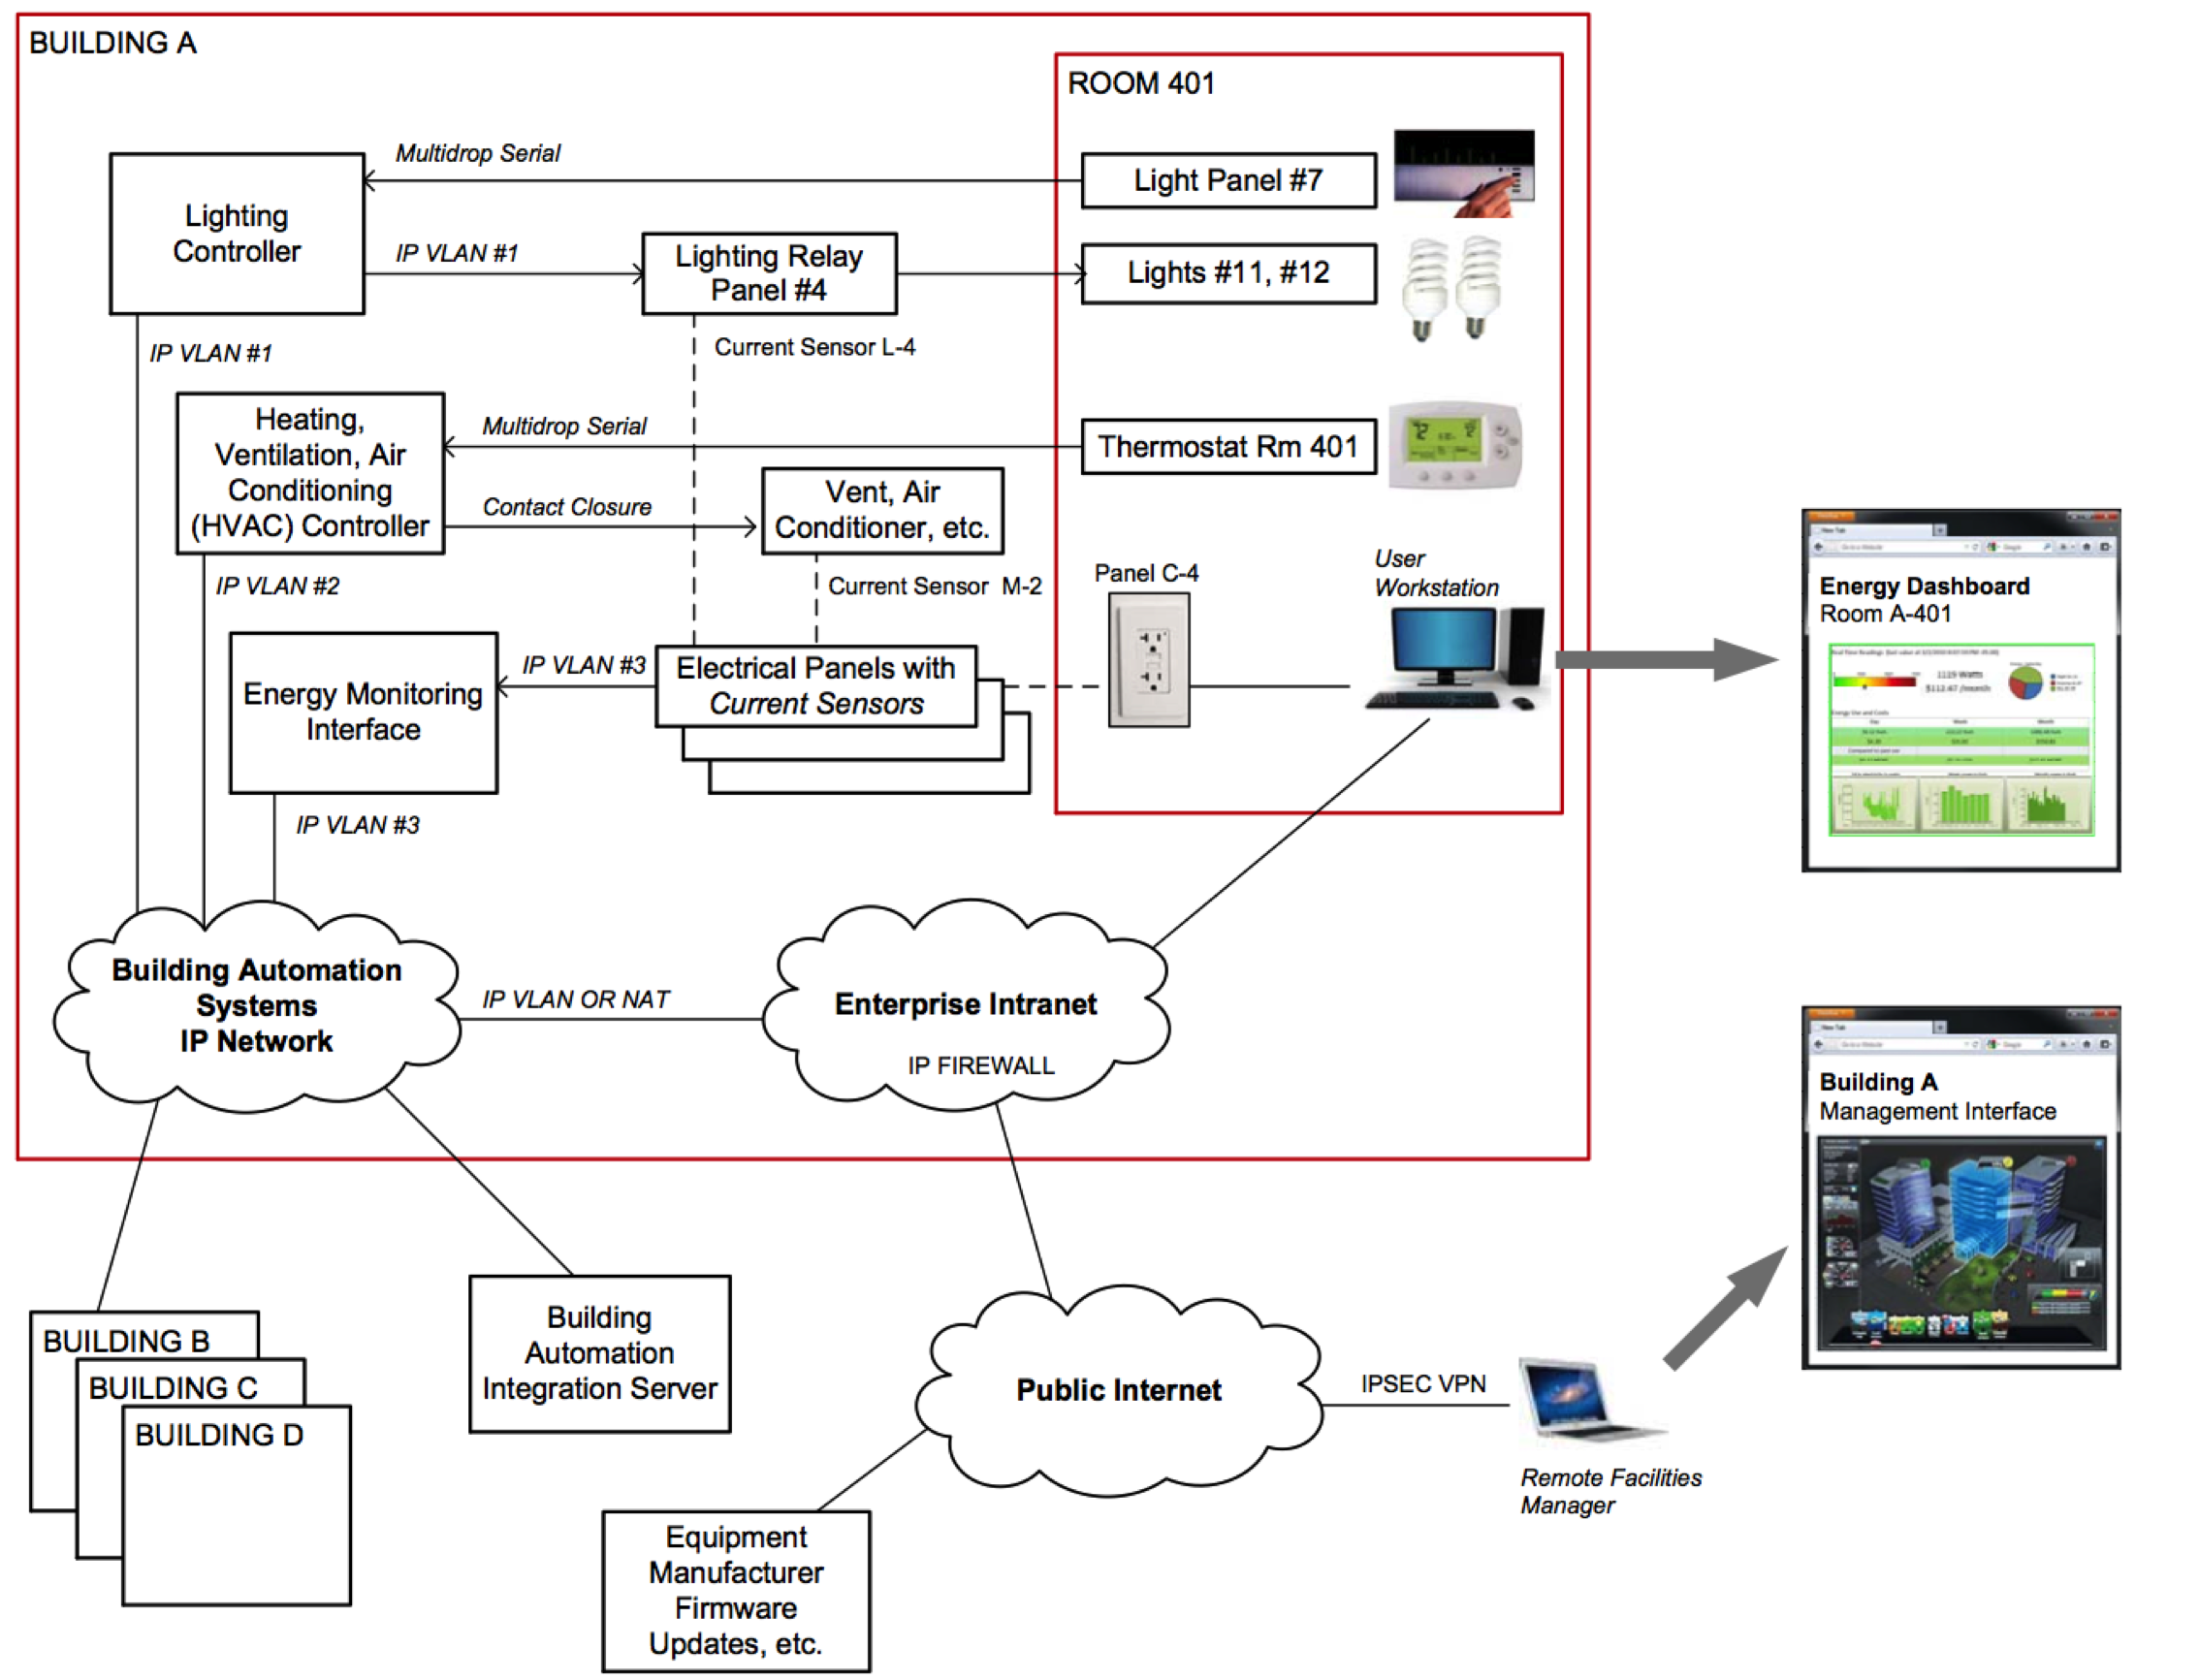 BUILDING A
ROOM 401
Multidrop Serial
Light Panel #7
Lighting
Controller
IP VLAN #1
Lighting Relay
Panel #4
Lights #11, #12
IP VLAN #1
Current Sensor L-4
Heating,
Ventilation, Air
Conditioning
(HVAC) Controller
Multidrop Serial
Thermostat Rm 401
Contact Closure
Vent, Air
Conditioner, etc.
IP VLAN #2
Current Sensor M-2
Panel C-4
User
Workstation
Energy Monitoring
Interface
IP VLAN #3
Electrical Panels with
Current Sensors
IP VLAN #3
Energy Dashboard
Room A-401
1119 Watts
$112.67 /month
Building Automation
Systems
IP Network
IP VLAN OR NAT
Enterprise Intranet
IP FIREWALL
Building A
Management Interface
BUILDING B
BUILDING C
BUILDING D
Building
Automation
Integration Server
Public Internet
IPSEC VPN
Remote Facilities
Manager
Equipment
Manufacturer
Firmware
Updates, etc.